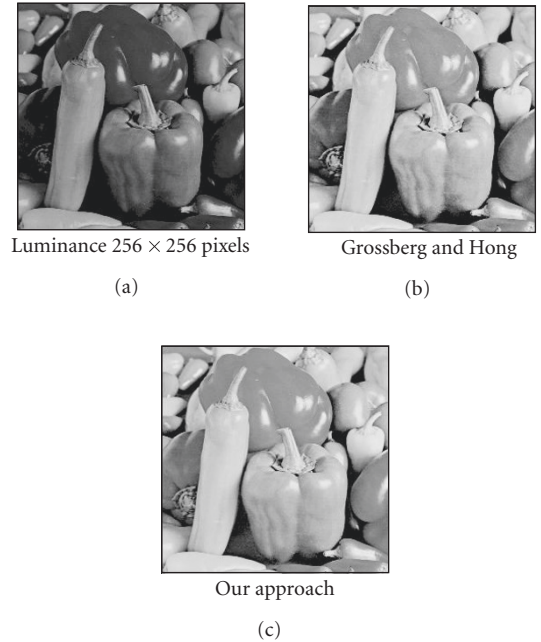 Luminance 256 × 256 pixels
(a)
Grossberg and Hong
(b)
Our approach
(c)